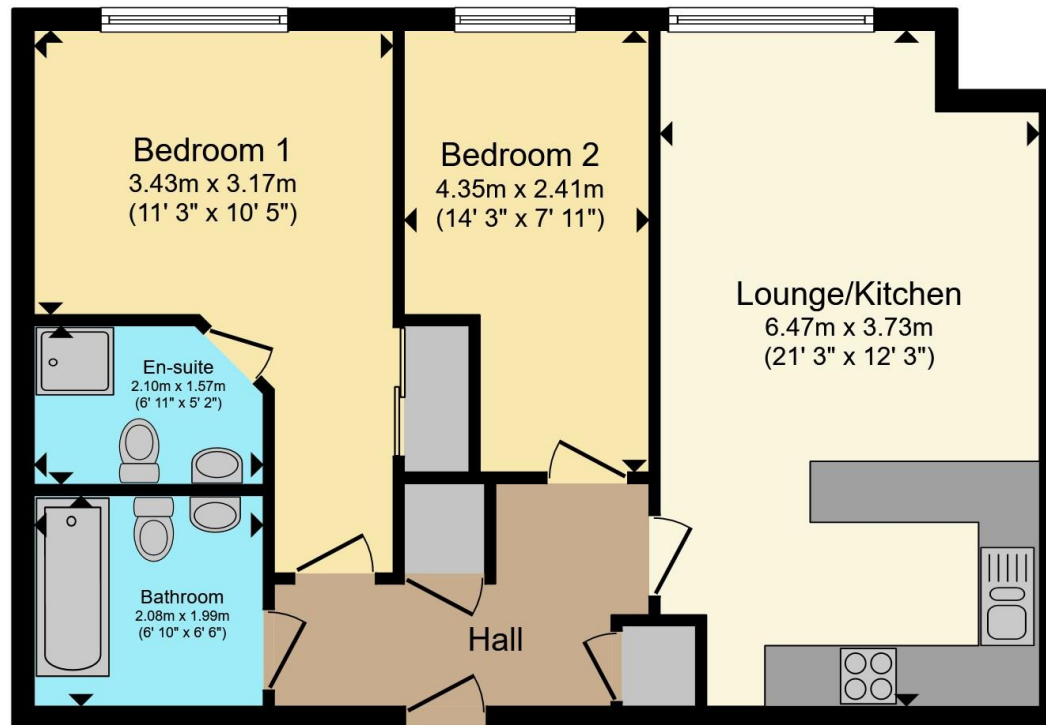 Bedroom 1
3.43m x 3.17m
(11' 3" x 10' 5")
Bedroom 2
4.35m x 2.41m
(14' 3" x 7' 11")
Lounge/Kitchen
6.47m x 3.73m
(21' 3" x 12' 3")
En-suite
2.10m x 1.57m
(6' 11" x 5' 2")
Bathroom
2.08m x 1.99m
(6' 10" x 6' 6")
Hall